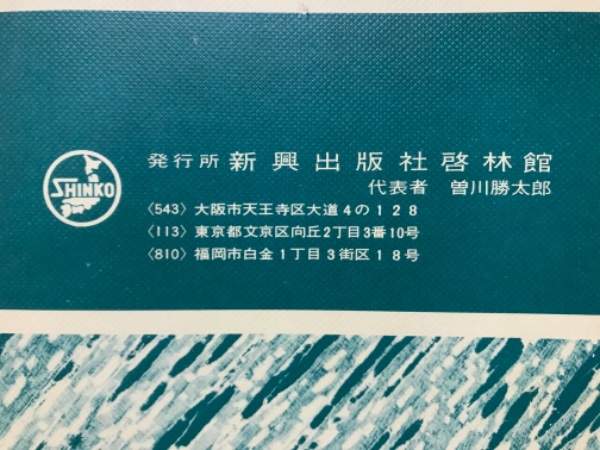 SHINKO
発行所 新興出版社啓林館
代表者 曽川勝太郎
〈543〉大阪市天王寺区大道4の128
〈113〉東京都文京区向丘2丁目3番10号
〈810〉福岡市白金1丁目3街区18号